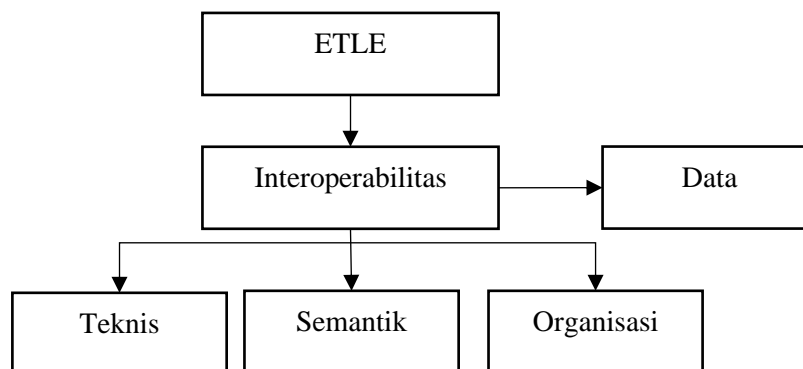 ETLE
Interoperabilitas
Data
Teknis
Semantik
Organisasi